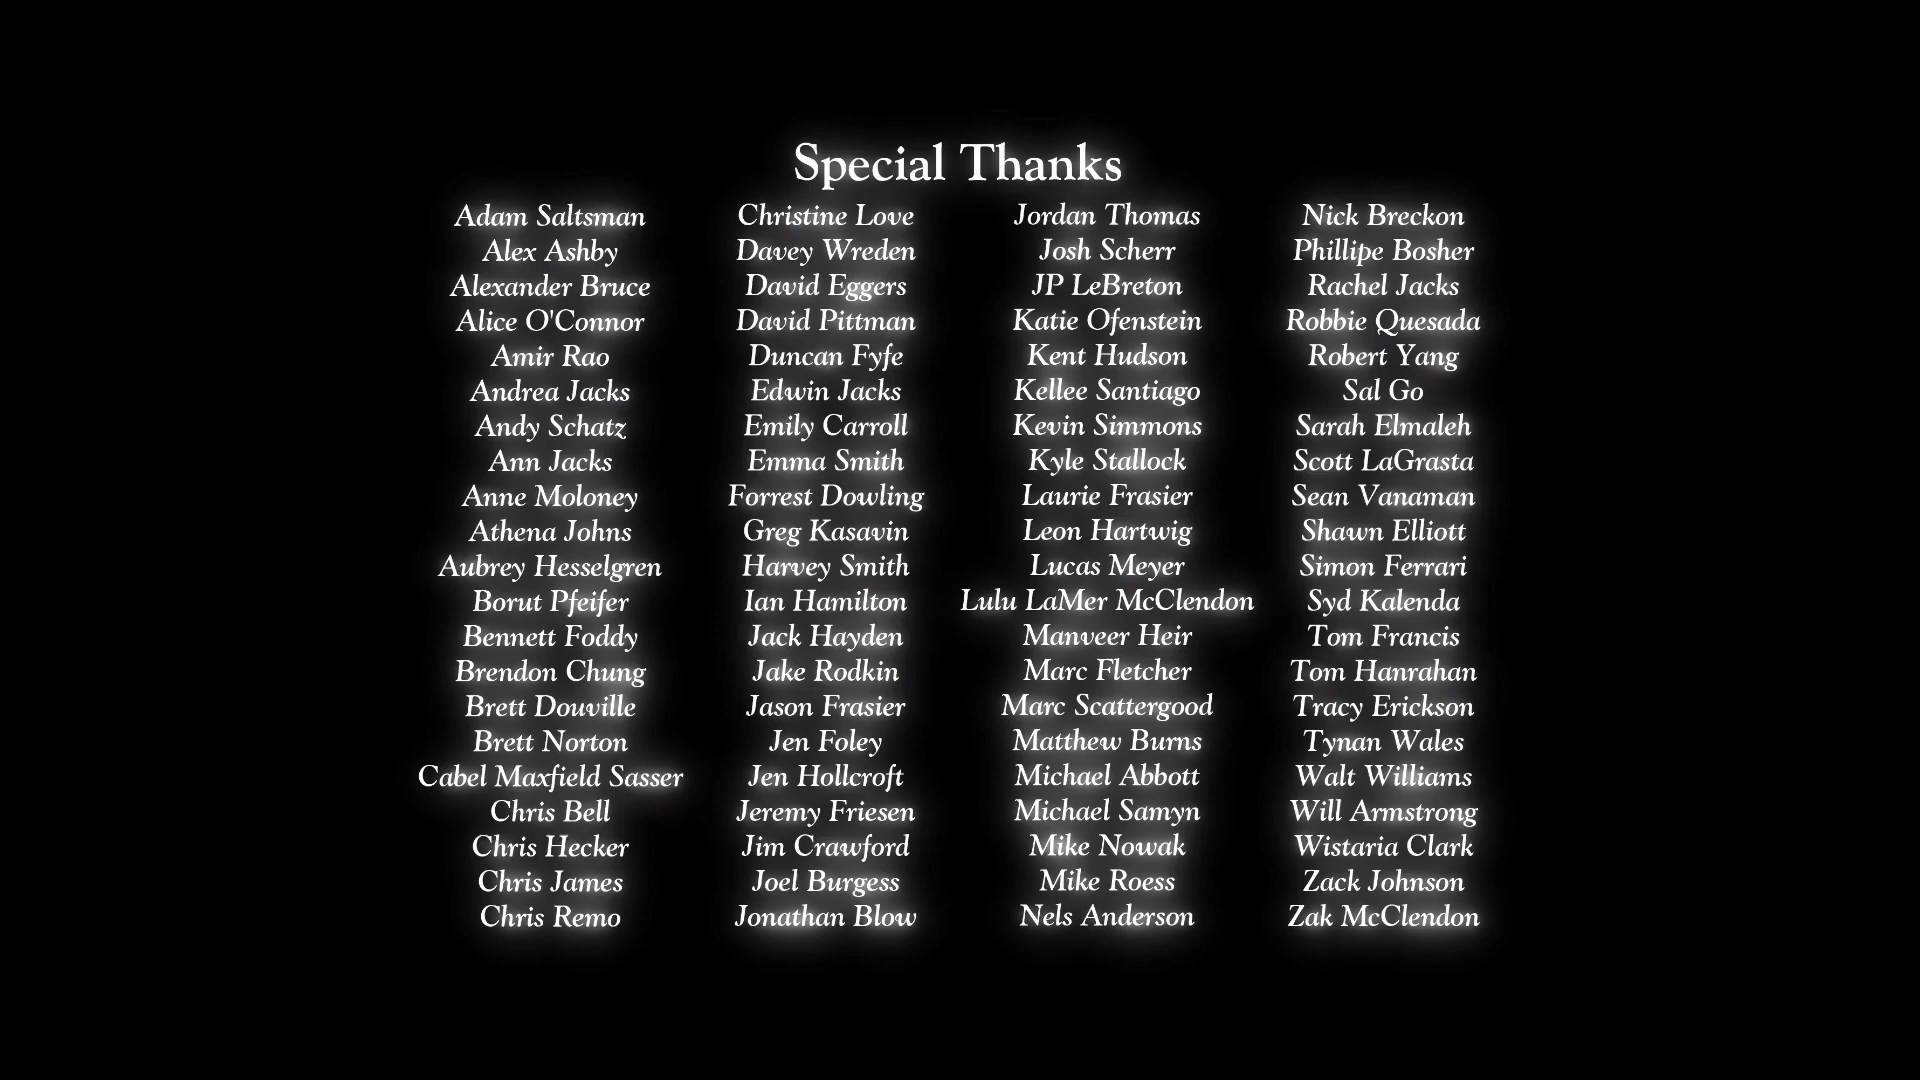 Special Thanks
Adam Saltsman
Alex Ashby
Alexander Bruce
Alice O'Connor
Amir Rao
Andrea Jacks
Andy Schatz
Ann Jacks
Anne Moloney
Athena Johns
Aubrey Hesselgren
Borut Pfeifer
Bennett Foddy
Brendon Chung
Brett Douville
Brett Norton
Cabel Maxfield Sasser
Chris Bell
Chris Hecker
Chris James
Chris Remo
Christine Love
Davey Wreden
David Eggers
David Pittman
Duncan Fyfe
Edwin Jacks
Emily Carroll
Emma Smith
Forrest Dowling
Greg Kasavin
Harvey Smith
Ian Hamilton
Jack Hayden
Jake Rodkin
Jason Frasier
Jen Foley
Jen Hollcroft
Jeremy Friesen
Jim Crawford
Joel Burgess
Jonathan Blow
Jordan Thomas
Josh Scherr
JP LeBreton
Katie Ofenstein
Kent Hudson
Kellee Santiago
Kevin Simmons
Kyle Stallock
Laurie Frasier
Leon Hartwig
Lucas Meyer
Lulu LaMer McClendon
Manveer Heir
Marc Fletcher
Marc Scattergood
Matthew Burns
Michael Abbott
Michael Samyn
Mike Nowak
Mike Roess
Nels Anderson
Nick Breckon
Phillipe Bosher
Rachel Jacks
Robbie Quesada
Robert Yang
Sal Go
Sarah Elmaleh
Scott LaGrasta
Sean Vanaman
Shawn Elliott
Simon Ferrari
Syd Kalenda
Tom Francis
Tom Hanrahan
Tracy Erickson
Tynan Wales
Walt Williams
Will Armstrong
Wistaria Clark
Zack Johnson
Zak McClendon